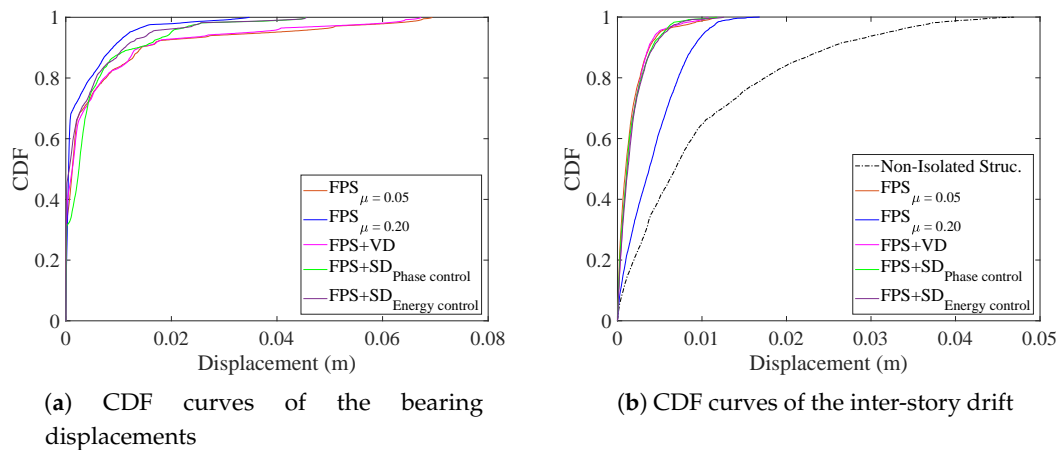 1
0.8
0.6
0.4
0.2
0
CDF
0 0.02 0.04 0.06 0.08
Displacement (m)
FPS μ = 0.05
FPS μ = 0.20
FPS+VD
FPS+SD Phase control
FPS+SD Energy control
(a) CDF curves of the bearing
displacements
1
0.8
0.6
0.4
0.2
0
CDF
0 0.01 0.02 0.03 0.04 0.05
Displacement (m)
Non-Isolated Struc.
FPS μ = 0.05
FPS μ = 0.20
FPS+VD
FPS+SD Phase control
FPS+SD Energy control
(b) CDF curves of the inter-story drift